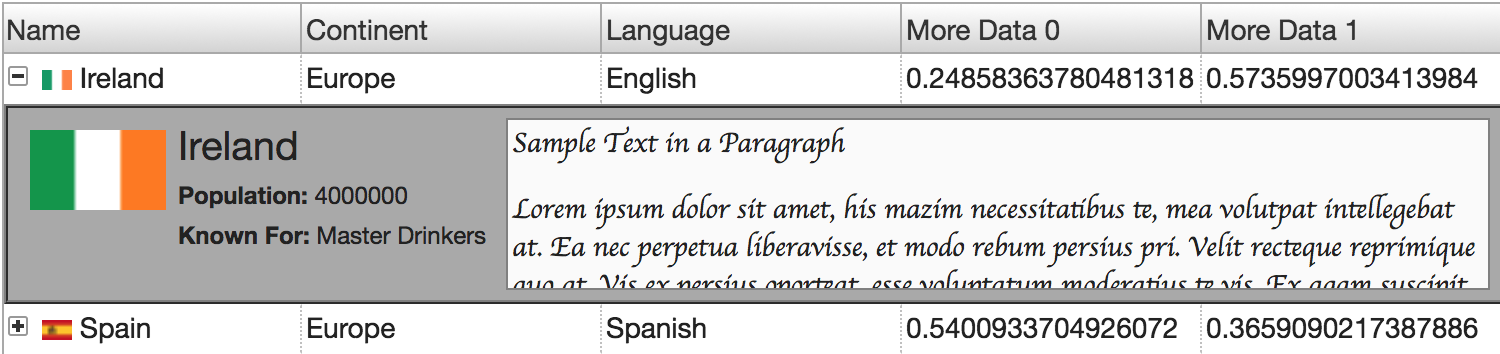 Name Continent Language More Data 0 More Data 1
Ireland Europe English 0.24858363780481318 0.57359970034139​84
Ireland
Population: 4000000
Known For: Master Drinkers
Sample Text in a Paragraph
Lorem ipsum dolor sit amet, his mazim necessitatibus te, mea volutpat intellegebat
at. Ea nec perpetua liberavisse, et modo rebum persius pri. Velit recteque reprimique
quo at. Vis ex persius oporteat, esse voluptatum moderatius te vis. Ex agam suscipit
Spain Europe Spanish 0.5400933704926072 0.3659090217387886